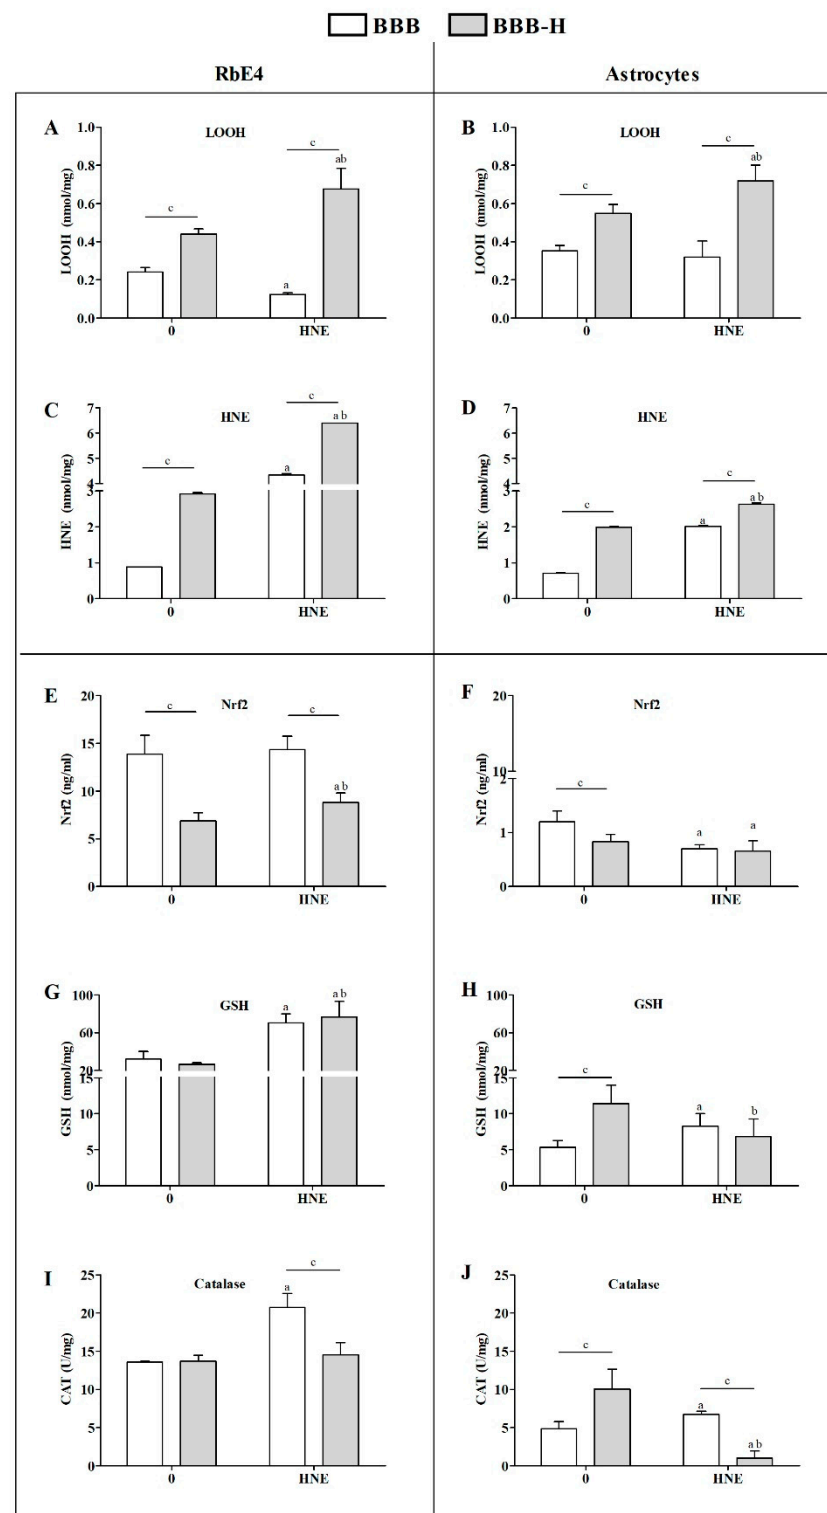 BBB BBB-H
RbE4 Astrocytes
A
LOOH
LOOH (nmol/mg)
1.0
0.8
0.6
0.4
0.2
0.0
c
c
a
ab
0 HNE
B
LOOH
LOOH (nmol/mg)
1.0
0.8
0.6
0.4
0.2
0.0
c
c
ab
0 HNE
C
HNE
HNE (nmol/mg)
7
6
5
4
3
2
1
0
c
c
a
a b
0 HNE
D
HNE
HNE (nmol/mg)
7
6
5
4
3
2
1
0
c
c
a
a b
0 HNE
E
Nrf2
Nrf2 (ng/ml)
20
15
10
5
0
c
c
a b
0 HNE
F
Nrf2
Nrf2 (ng/ml)
20
10
2
1
0
c
a
a
0 HNE
G
GSH
GSH (nmol/mg)
100
60
20
15
10
5
0
a
a b
0 HNE
H
GSH
GSH (nmol/mg)
100
60
20
15
10
5
0
c
a
b
0 HNE
I
Catalase
CAT (U/mg)
25
20
15
10
5
0
c
a
0 HNE
J
Catalase
CAT (U/mg)
25
20
15
10
5
0
c
c
a
a b
0 HNE